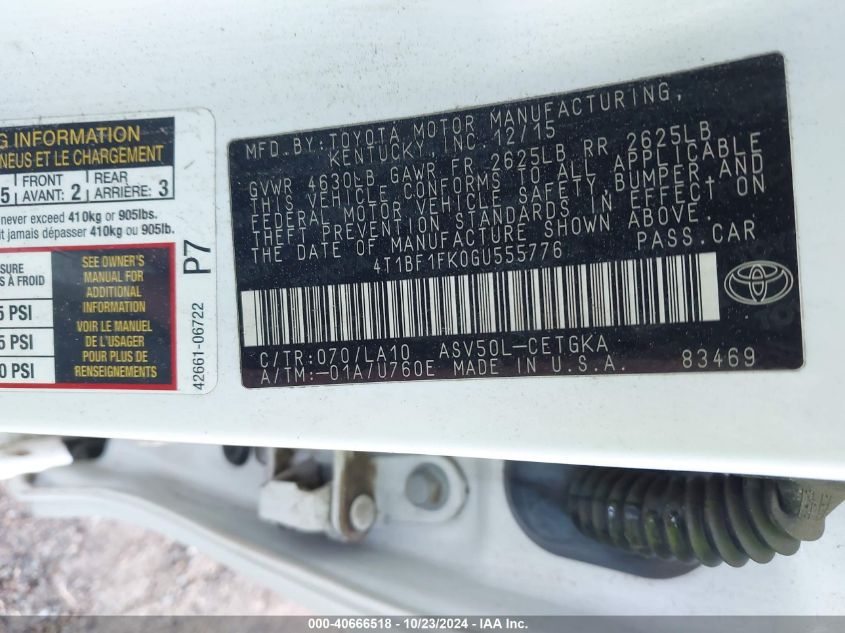 G INFORMATION
NEUS ET LE CHARGEMENT
5 FRONT AVANT: 2 REAR ARRIÈRE: 3
never exceed 410kg or 905lbs.
it jamais dépasser 410kg ou 905lb.
SURE
S À FROID
5 PSI
5 PSI
0 PSI
SEE OWNER'S
MANUAL FOR
ADDITIONAL
INFORMATION
VOIR LE MANUEL
DE L'USAGER
POUR PLUS DE
RENSEIGNEMENTS
P7
42661-06722
MFD.BY:TOYOTA MOTOR MANUFACTURING,
KENTUCKY, INC.12/15
GVWR 4630LB GAWR FR 2625LB RR 2625LB
THIS VEHICLE CONFORMS TO ALL APPLICABLE
FEDERAL MOTOR VEHICLE SAFETY, BUMPER, AND
THEFT PREVENTION STANDARDS IN EFFECT ON
THE DATE OF MANUFACTURE SHOWN ABOVE.
4T1BF1FK0GU555776 PASS.CAR
C/TR:070/LA10 ASV50L-CETGKA
A/TM:-01A/U760E MADE IN U.S.A. 83469
TOYOTA
000-40666518 - 10/23/2024 - IAA Inc.